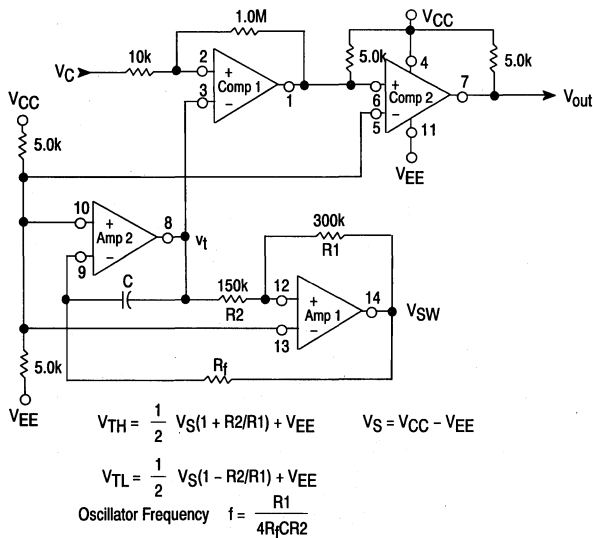 VCC
1.0M
10k
VC
2
+
Comp 1
3
−
1
5.0k
4
5.0k
+
6
Comp 2
7
5
−
11
Vout
VEE
VCC
5.0k
10
+
Amp 2
8
9
−
vt
300k
R1
C
150k
R2
12
+
Amp 1
14
13
−
VSW
Rf
5.0k
VEE
VTH = 1/2 VS(1 + R2/R1) + VEE
VS = VCC − VEE
VTL = 1/2 VS(1 − R2/R1) + VEE
Oscillator Frequency f = R1/4RfCR2